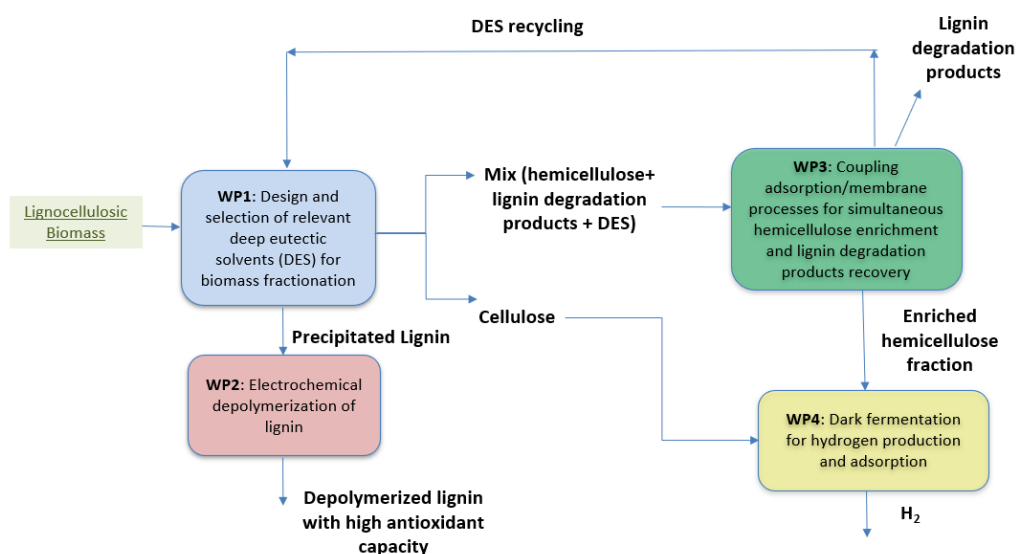 DES recycling
Lignin
degradation
products
Lignocellulosic
Biomass
WP1: Design and
selection of relevant
deep eutectic
solvents (DES) for
biomass fractionation
Mix (hemicellulose+
lignin degradation
products + DES)
WP3: Coupling
adsorption/membrane
processes for simultaneous
hemicellulose enrichment
and lignin degradation
products recovery
Cellulose
Precipitated Lignin
Enriched
hemicellulose
fraction
WP2: Electrochemical
depolymerization of
lignin
WP4: Dark fermentation
for hydrogen production
and adsorption
Depolymerized lignin
with high antioxidant
capacity
H₂